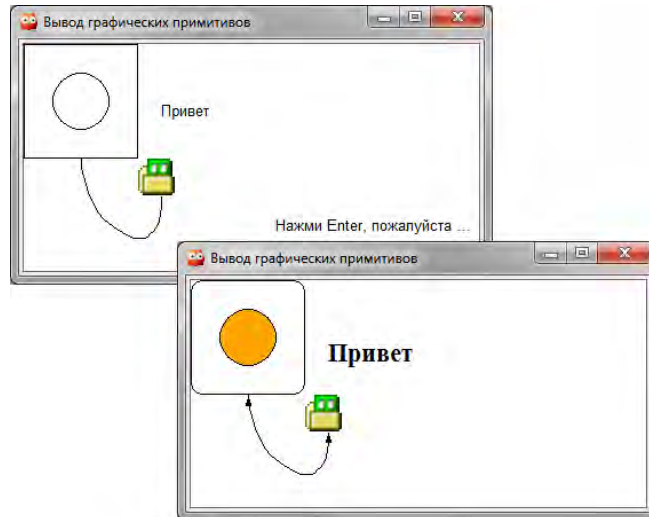 Вывод графических примитивов
Привет
Нажми Enter, пожалуйста ...
Вывод графических примитивов
Привет